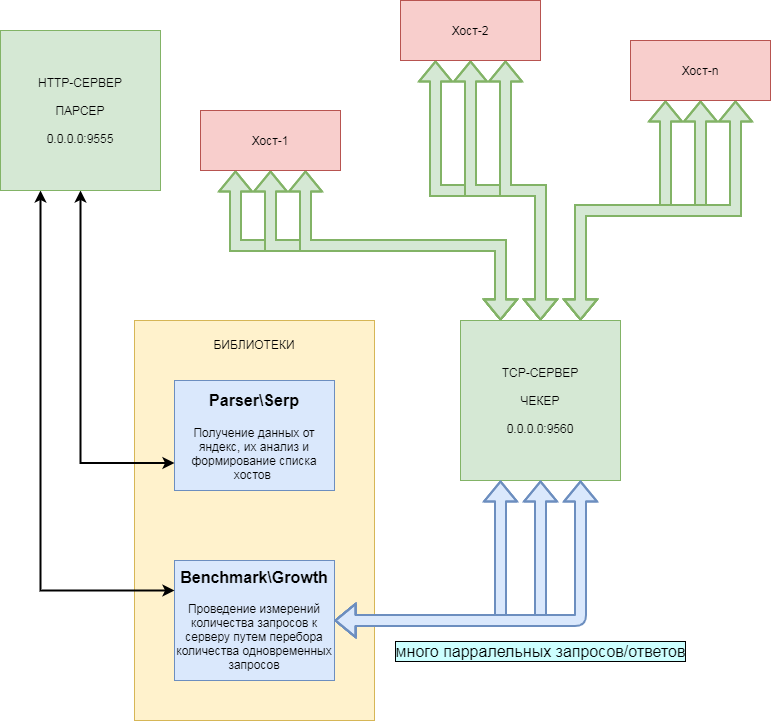 Хост-2
Хост-n
HTTP-СЕРВЕР
ПАРСЕР
0.0.0.0:9555
Хост-1
БИБЛИОТЕКИ
Parser\Serp
Получение данных от
яндекс, их анализ и
формирование списка
хостов
TCP-СЕРВЕР
ЧЕКЕР
0.0.0.0:9560
Benchmark\Growth
Проведение измерений
количества запросов к
серверу путем перебора
количества одновременных
запросов
много парралельных запросов/ответов